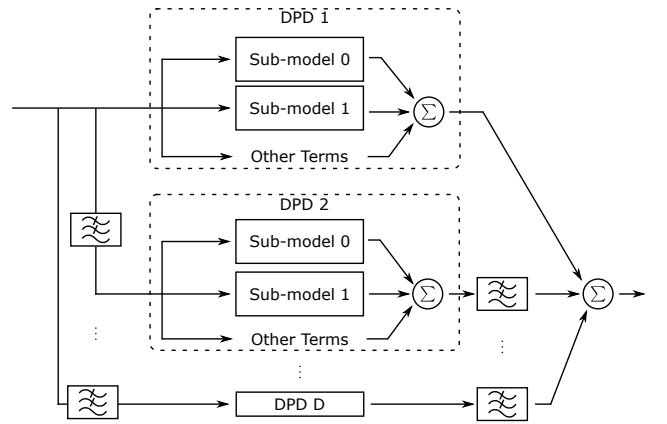 DPD 1
Sub-model 0
Sub-model 1
Σ
Other Terms
DPD 2
Sub-model 0
Sub-model 1
Σ
Σ
Other Terms
DPD D